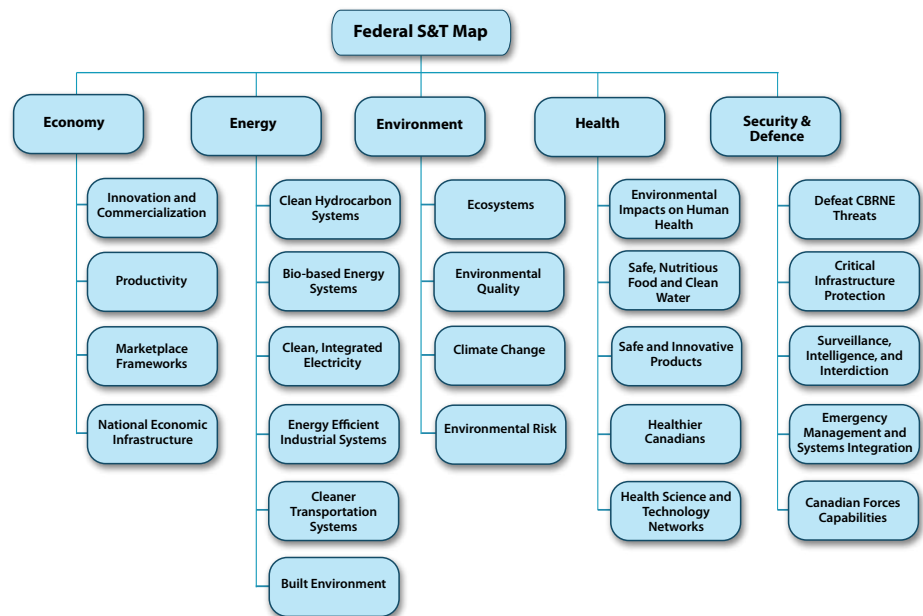 Federal S&T Map
Economy
Energy
Environment
Health
Security &
Defence
Innovation and
Commercialization
Productivity
Marketplace
Frameworks
National Economic
Infrastructure
Clean Hydrocarbon
Systems
Bio-based Energy
Systems
Clean, Integrated
Electricity
Energy Efficient
Industrial Systems
Cleaner
Transportation
Systems
Built Environment
Ecosystems
Environmental
Quality
Climate Change
Environmental Risk
Environmental
Impacts on Human
Health
Safe, Nutritious
Food and Clean
Water
Safe and Innovative
Products
Healthier
Canadians
Health Science and
Technology
Networks
Defeat CBRNE
Threats
Critical
Infrastructure
Protection
Surveillance,
Intelligence, and
Interdiction
Emergency
Management and
Systems Integration
Canadian Forces
Capabilities